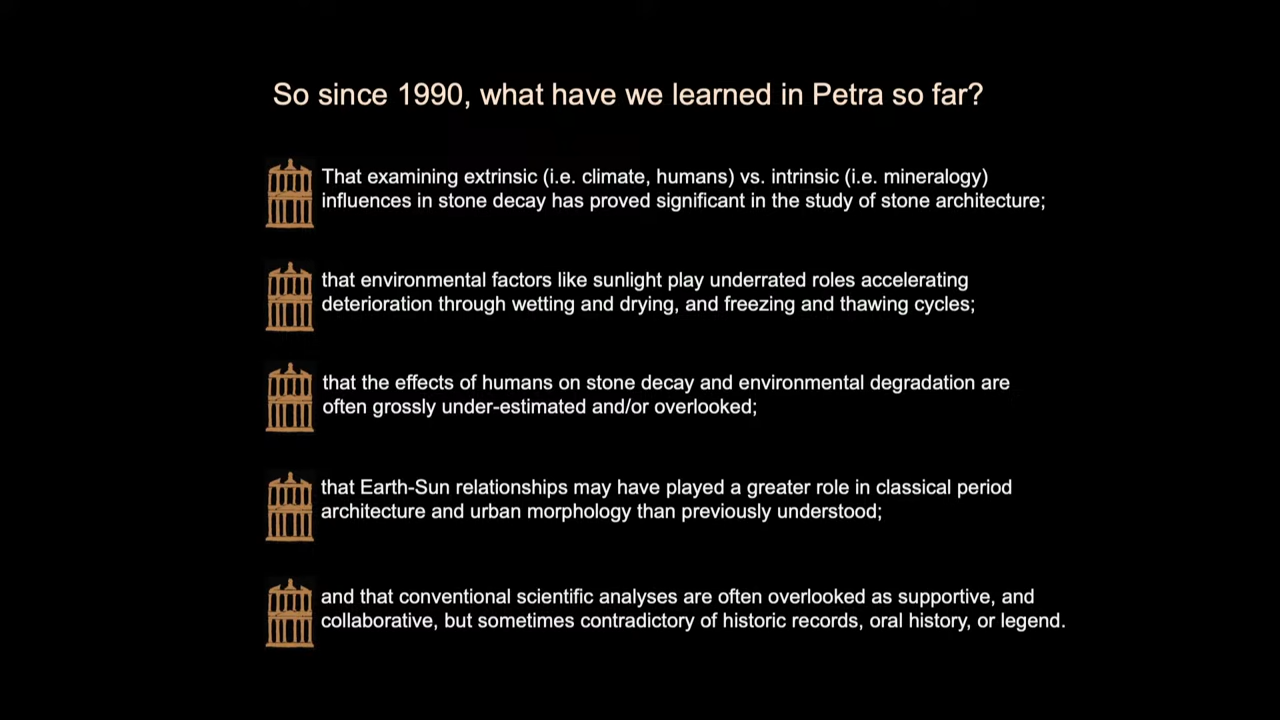 So since 1990, what have we learned in Petra so far?
That examining extrinsic (i.e. climate, humans) vs. intrinsic (i.e. mineralogy)
influences in stone decay has proved significant in the study of stone architecture;
that environmental factors like sunlight play underrated roles accelerating
deterioration through wetting and drying, and freezing and thawing cycles;
that the effects of humans on stone decay and environmental degradation are
often grossly under-estimated and/or overlooked;
that Earth-Sun relationships may have played a greater role in classical period
architecture and urban morphology than previously understood;
and that conventional scientific analyses are often overlooked as supportive, and
collaborative, but sometimes contradictory of historic records, oral history, or legend.